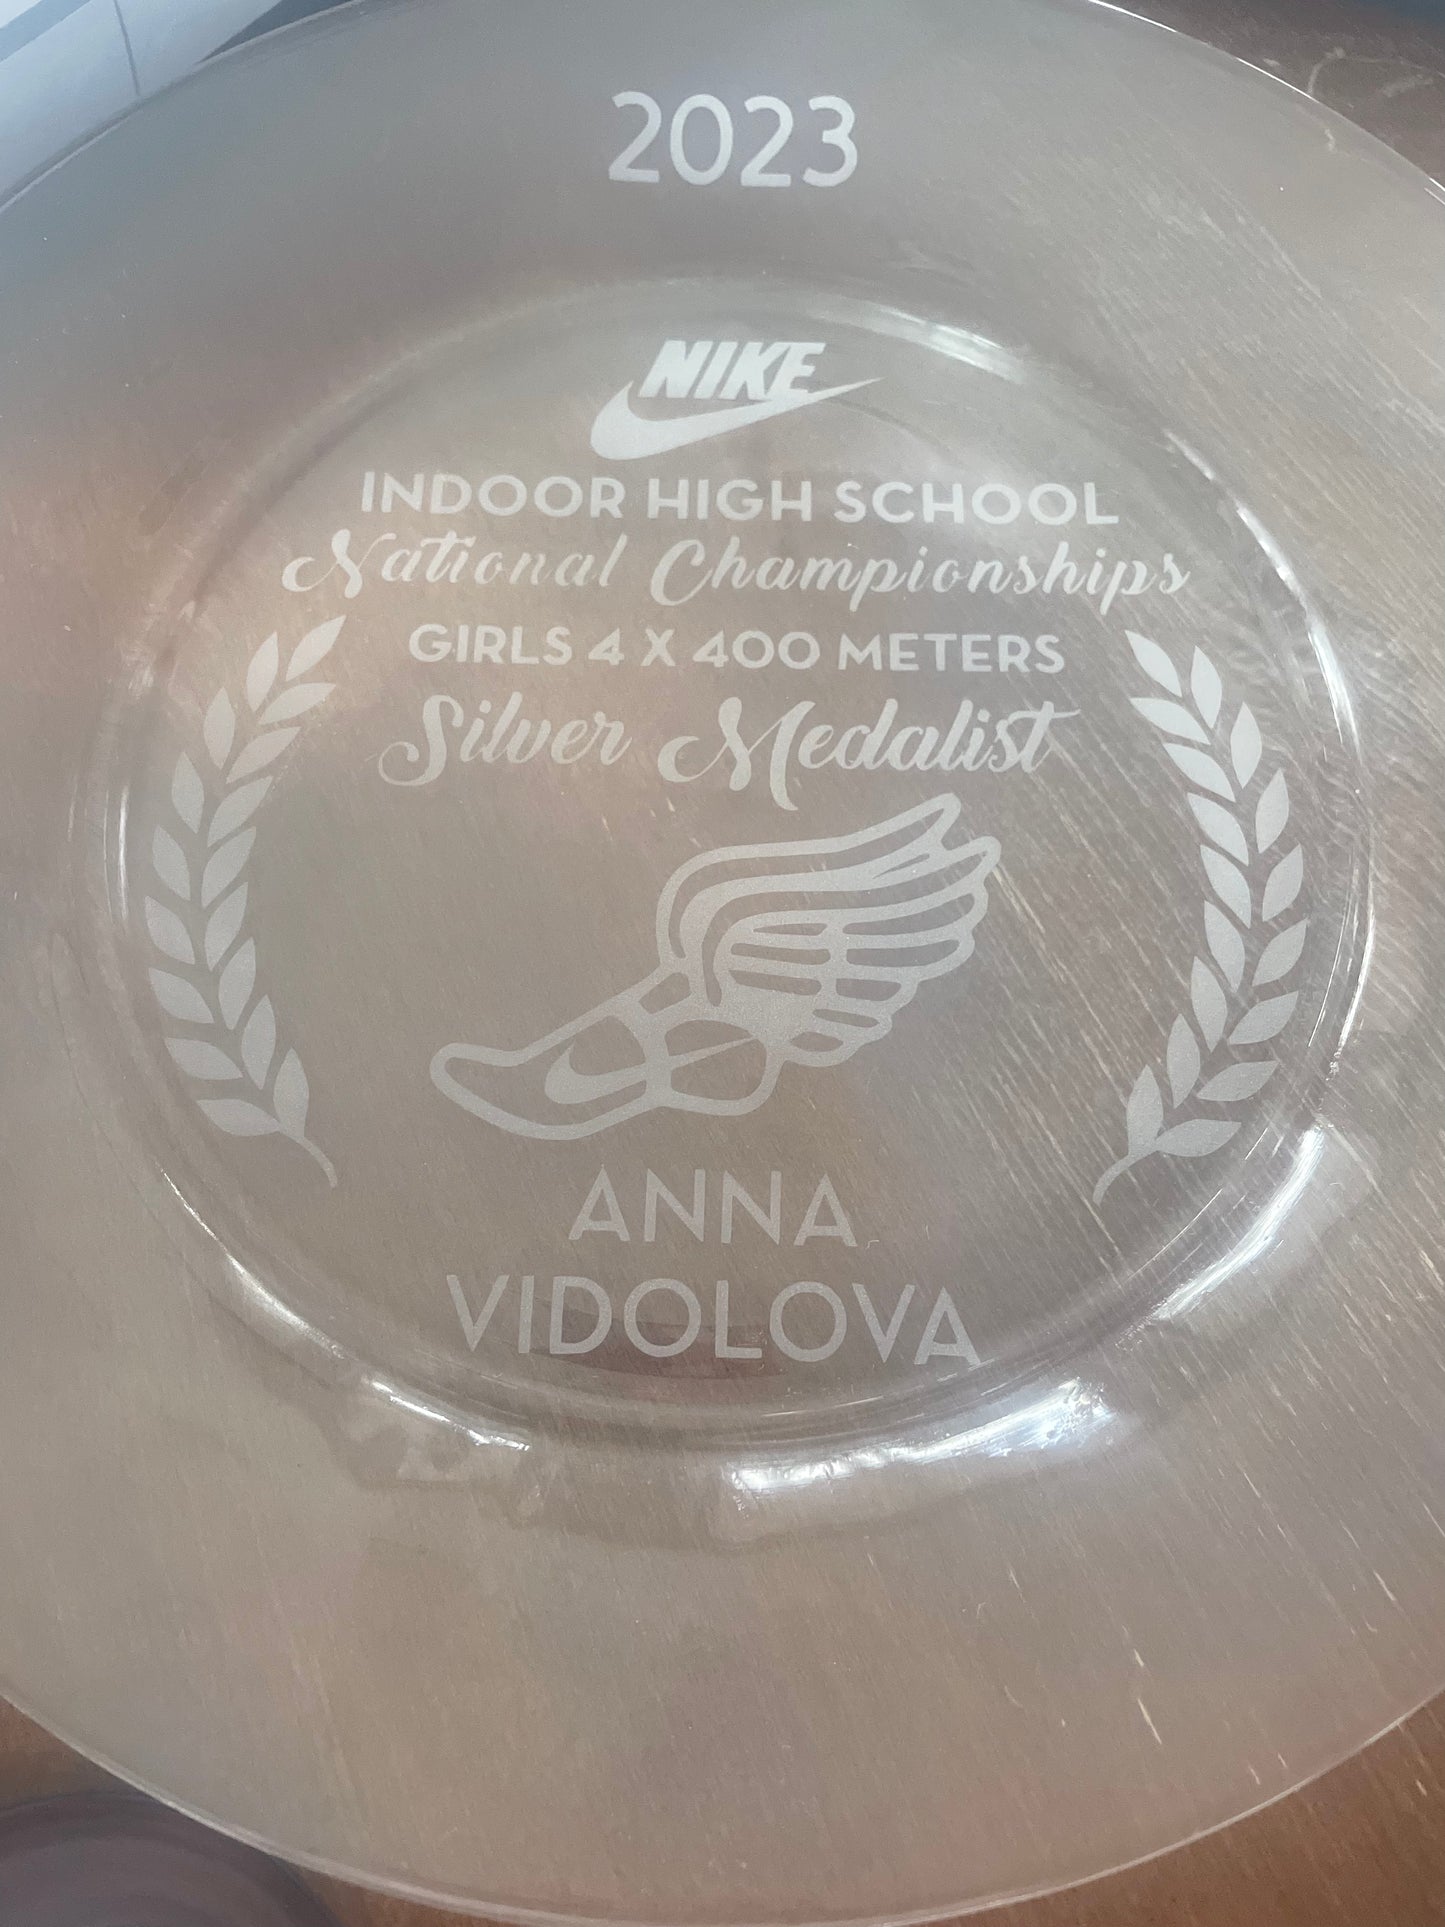 2023
NIKE
INDOOR HIGH SCHOOL
National Championships
GIRLS 4 X 400 METERS
Silver Medalist
ANNA
VIDOLOVA